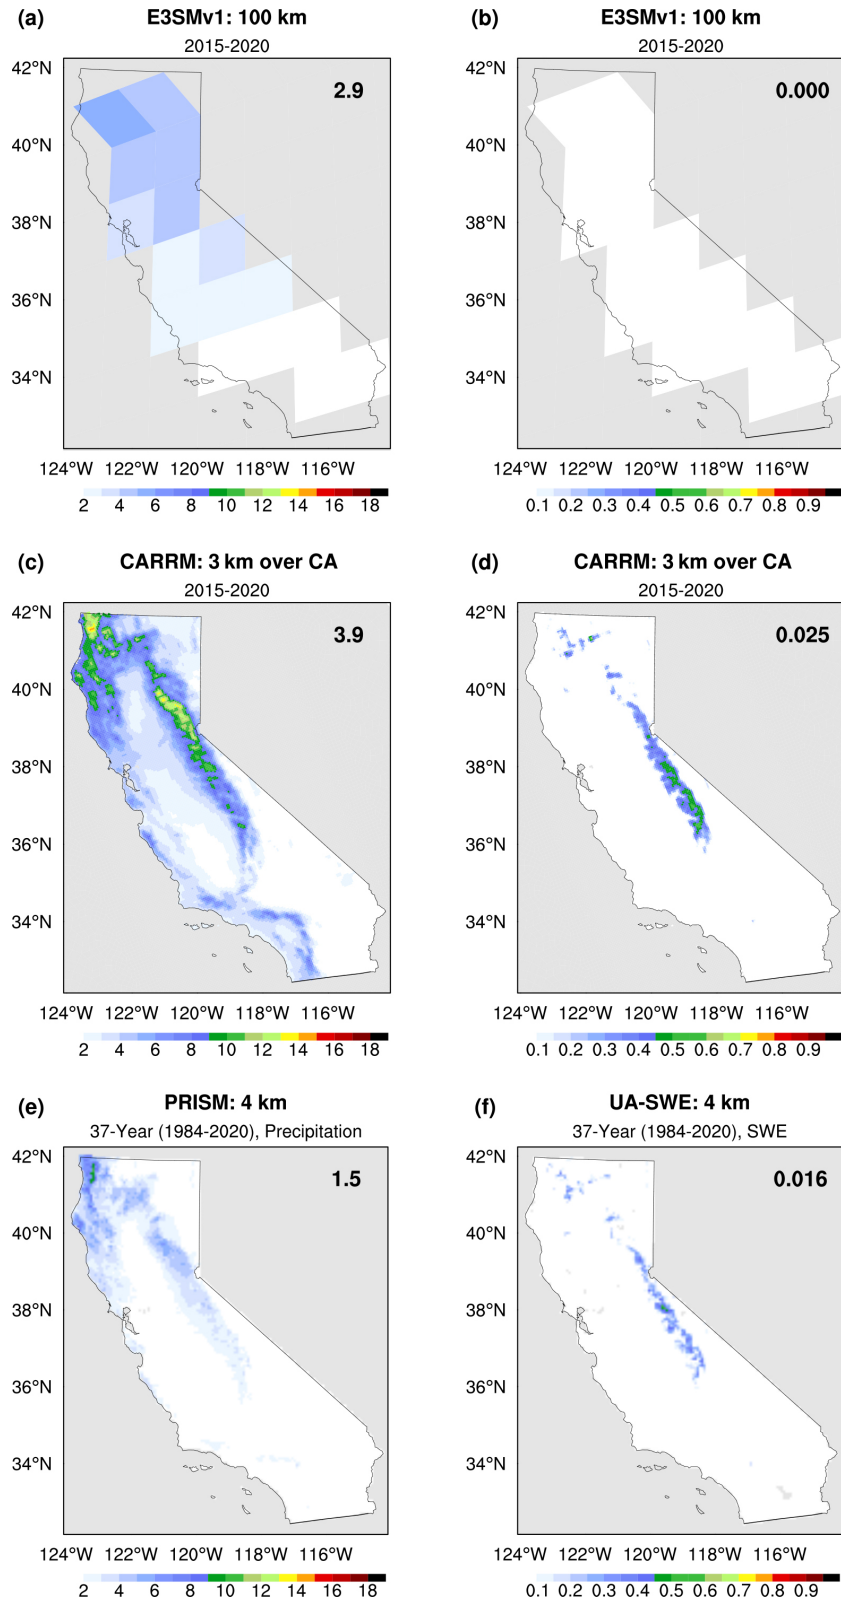 (a) E3SMv1: 100 km
2015-2020
2.9
42°N
40°N
38°N
36°N
34°N
124°W 122°W 120°W 118°W 116°W
2 4 6 8 10 12 14 16 18
(b) E3SMv1: 100 km
2015-2020
0.000
42°N
40°N
38°N
36°N
34°N
124°W 122°W 120°W 118°W 116°W
0.1 0.2 0.3 0.4 0.5 0.6 0.7 0.8 0.9
(c) CARRM: 3 km over CA
2015-2020
3.9
42°N
40°N
38°N
36°N
34°N
124°W 122°W 120°W 118°W 116°W
2 4 6 8 10 12 14 16 18
(d) CARRM: 3 km over CA
2015-2020
0.025
42°N
40°N
38°N
36°N
34°N
124°W 122°W 120°W 118°W 116°W
0.1 0.2 0.3 0.4 0.5 0.6 0.7 0.8 0.9
(e) PRISM: 4 km
37-Year (1984-2020), Precipitation
1.5
42°N
40°N
38°N
36°N
34°N
124°W 122°W 120°W 118°W 116°W
2 4 6 8 10 12 14 16 18
(f) UA-SWE: 4 km
37-Year (1984-2020), SWE
0.016
42°N
40°N
38°N
36°N
34°N
124°W 122°W 120°W 118°W 116°W
0.1 0.2 0.3 0.4 0.5 0.6 0.7 0.8 0.9